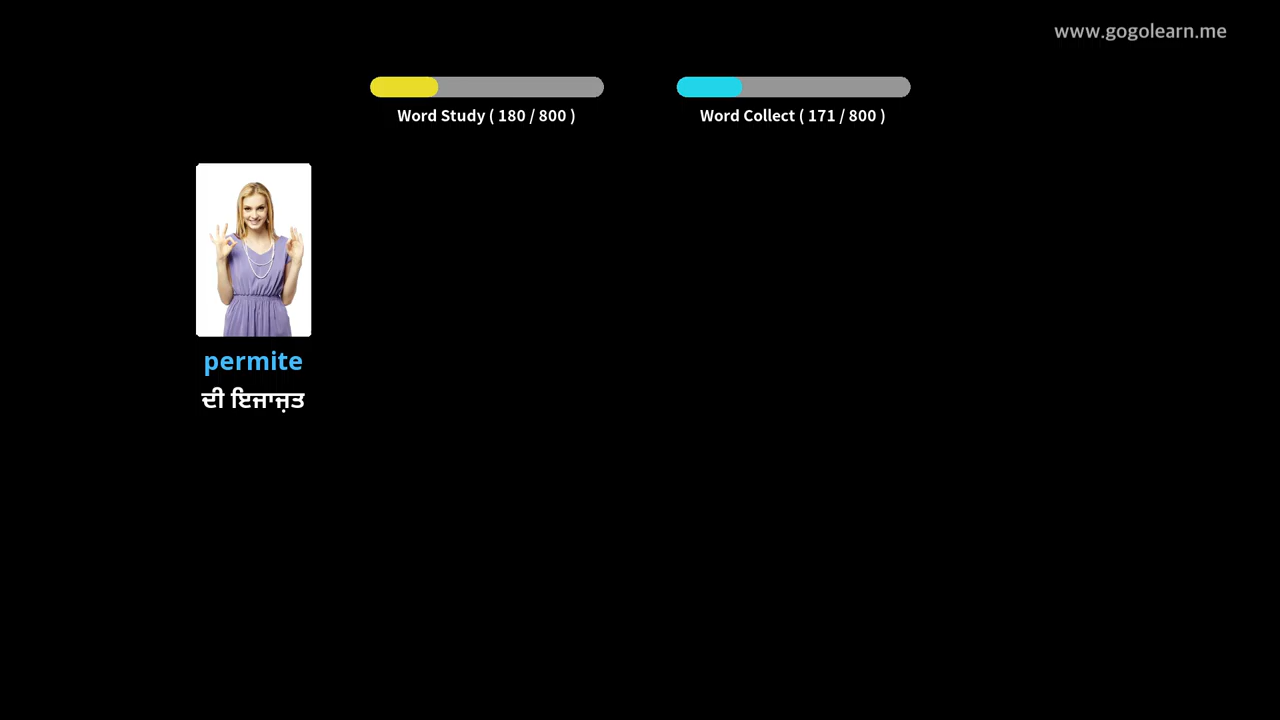 www.gogolearn.me
Word Study ( 180 / 800 )
Word Collect ( 171 / 800 )
permite
ਦੀ ਇਜਾਜ਼ਤ